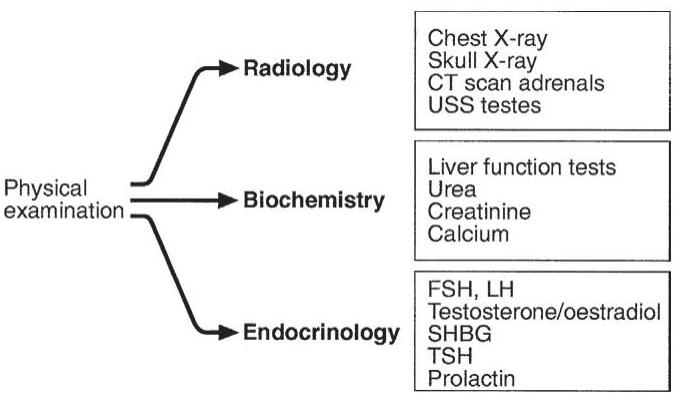 Physical
examination
Radiology
Chest X-ray
Skull X-ray
CT scan adrenals
USS testes
Biochemistry
Liver function tests
Urea
Creatinine
Calcium
Endocrinology
FSH, LH
Testosterone/oestradiol
SHBG
TSH
Prolactin